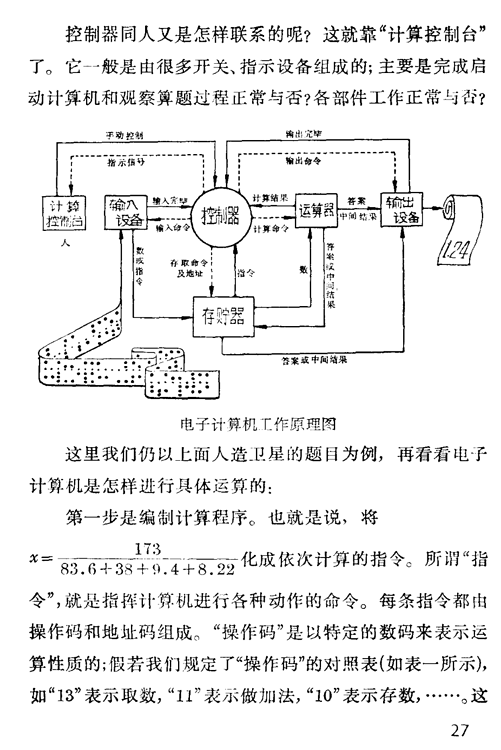 控制器同人又是怎样联系的呢？这就靠“计算控制台”
了。它一般是由很多开关、指示设备组成的；主要是完成启
动计算机和观察算题过程正常与否？各部件工作正常与否？
手动控制
输出完毕
指示信号
输出命令
计算
控制台
人
输入
设备
输入完毕
输入命令
控制器
计算结果
计算命令
运算器
答案
中间结果
输出
设备
124
数或指令
存取命令
及地址
指令
数
答案或中间结果
存贮器
答案或中间结果
电子计算机工作原理图
这里我们仍以上面人造卫星的题目为例，再看看电子
计算机是怎样进行具体运算的：
第一步是编制计算程序。也就是说，将
x=173/(83.6+38+9.4+8.22)化成依次计算的指令。所谓“指
令”，就是指挥计算机进行各种动作的命令。每条指令都由
操作码和地址码组成。“操作码”是以特定的数码来表示运
算性质的；假若我们规定了“操作码”的对照表（如表一所示），
如“13”表示取数，“11”表示做加法，“10”表示存数，……。这
27